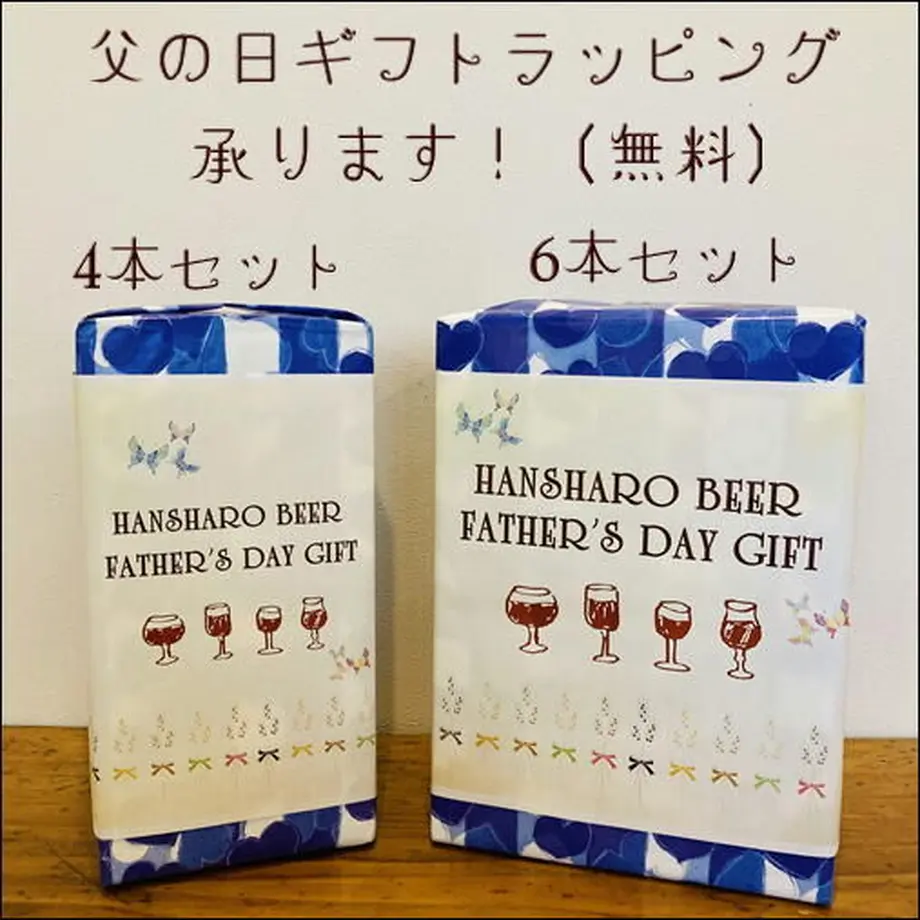 父の日ギフトラッピング
承ります！（無料）
4本セット
6本セット
HANSHARO BEER
FATHER'S DAY GIFT
HANSHARO BEER
FATHER'S DAY GIFT